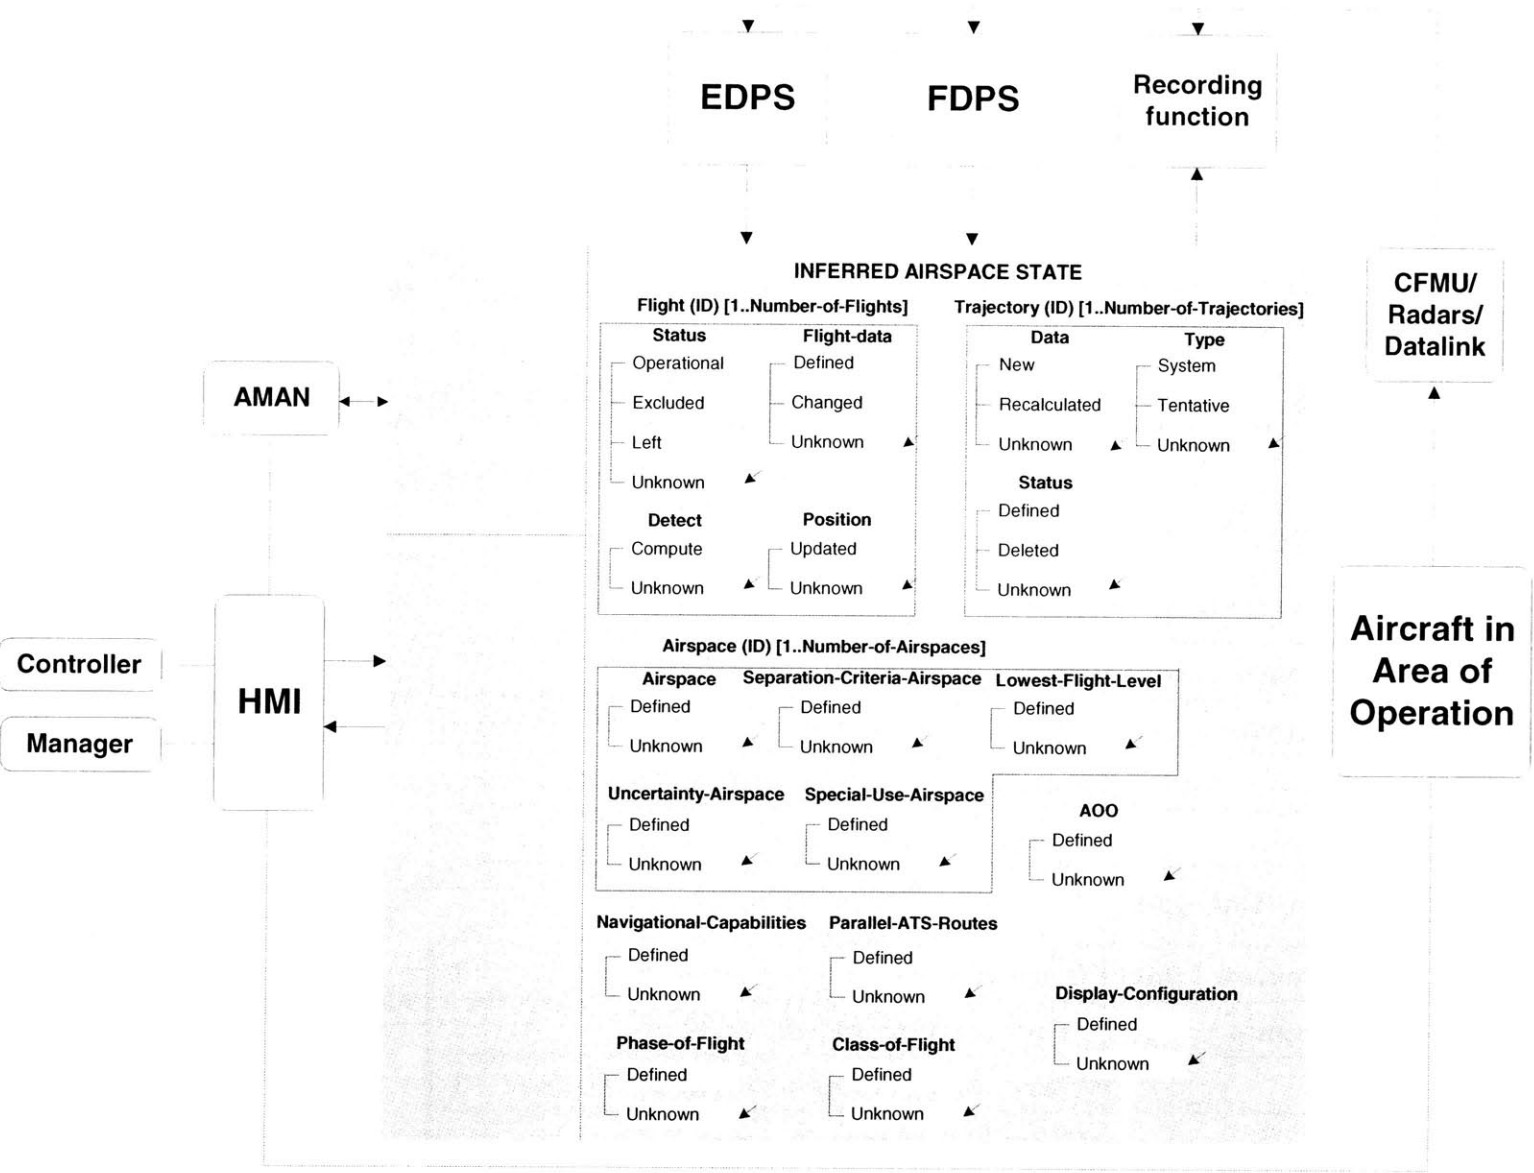 EDPS
FDPS
Recording
function
INFERRED AIRSPACE STATE
Flight (ID) [1..Number-of-Flights]
Trajectory (ID) [1..Number-of-Trajectories]
Status
Operational
Excluded
Left
Unknown
Flight-data
Defined
Changed
Unknown
Data
New
Recalculated
Unknown
Type
System
Tentative
Unknown
Detect
Compute
Unknown
Position
Updated
Unknown
Status
Defined
Deleted
Unknown
CFMU/
Radars/
Datalink
AMAN
Controller
Manager
HMI
Aircraft in
Area of
Operation
Airspace (ID) [1..Number-of-Airspaces]
Airspace
Defined
Unknown
Separation-Criteria-Airspace
Defined
Unknown
Lowest-Flight-Level
Defined
Unknown
Uncertainty-Airspace
Defined
Unknown
Special-Use-Airspace
Defined
Unknown
AOO
Defined
Unknown
Navigational-Capabilities
Defined
Unknown
Parallel-ATS-Routes
Defined
Unknown
Display-Configuration
Defined
Unknown
Phase-of-Flight
Defined
Unknown
Class-of-Flight
Defined
Unknown